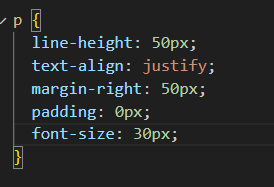 p {
line-height: 50px;
text-align: justify;
margin-right: 50px;
padding: 0px;
font-size: 30px;
}